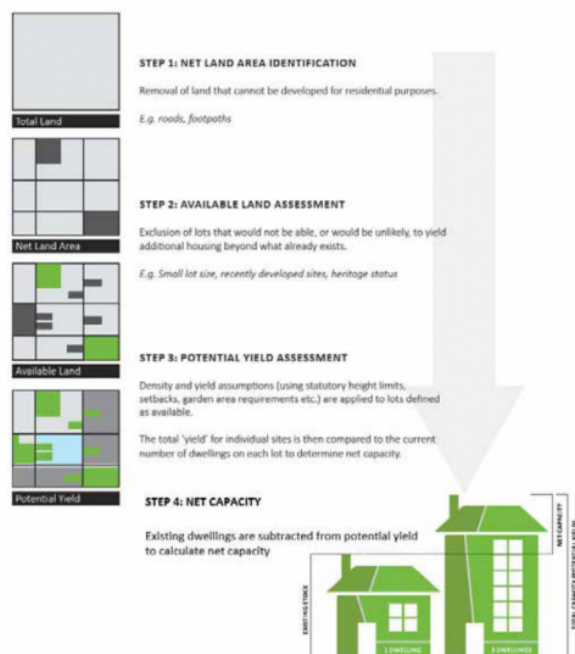 STEP 1: NET LAND AREA IDENTIFICATION
Removal of land that cannot be developed for residential purposes.
E.g. roads, footpaths
Total Land
STEP 2: AVAILABLE LAND ASSESSMENT
Exclusion of lots that would not be able, or would be unlikely, to yield
additional housing beyond what already exists.
Net Land Area
E.g. Small lot size, recently developed sites, heritage status
STEP 3: POTENTIAL YIELD ASSESSMENT
Available Land
Density and yield assumptions (using statutory height limits,
setbacks, garden area requirements etc.) are applied to lots defined
as available.
The total 'yield' for individual sites is then compared to the current
number of dwellings on each lot to determine net capacity.
Potential Yield
STEP 4: NET CAPACITY
Existing dwellings are subtracted from potential yield
to calculate net capacity
EXISTING STOCK
1 DWELLING
3 DWELLINGS
NET CAPACITY
TOTAL CAPACITY